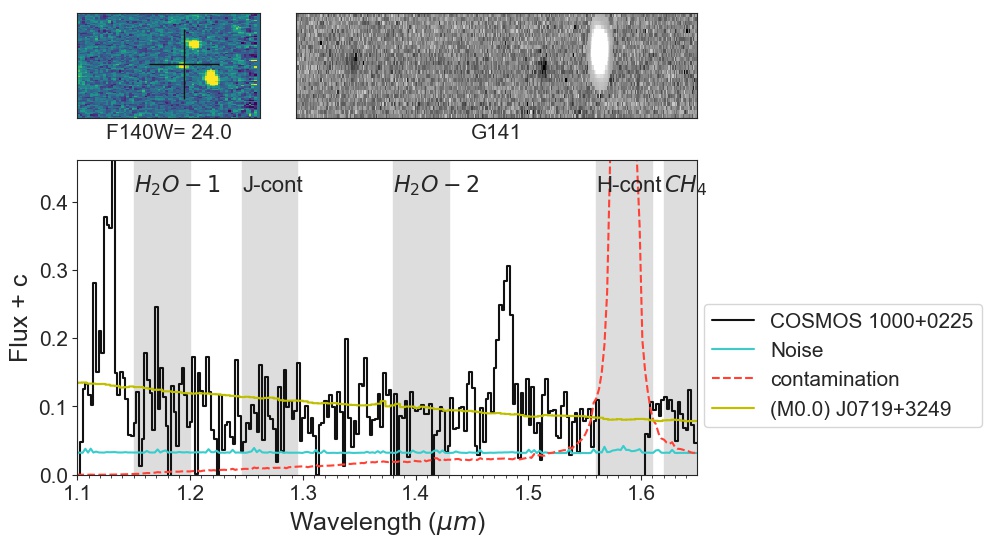 F140W= 24.0
G141
H₂O − 1
J-cont
H₂O − 2
H-cont
CH₄
0.4
0.3
0.2
0.1
0.0
Flux + c
1.1
1.2
1.3
1.4
1.5
1.6
Wavelength (μm)
COSMOS 1000+0225
Noise
contamination
(M0.0) J0719+3249